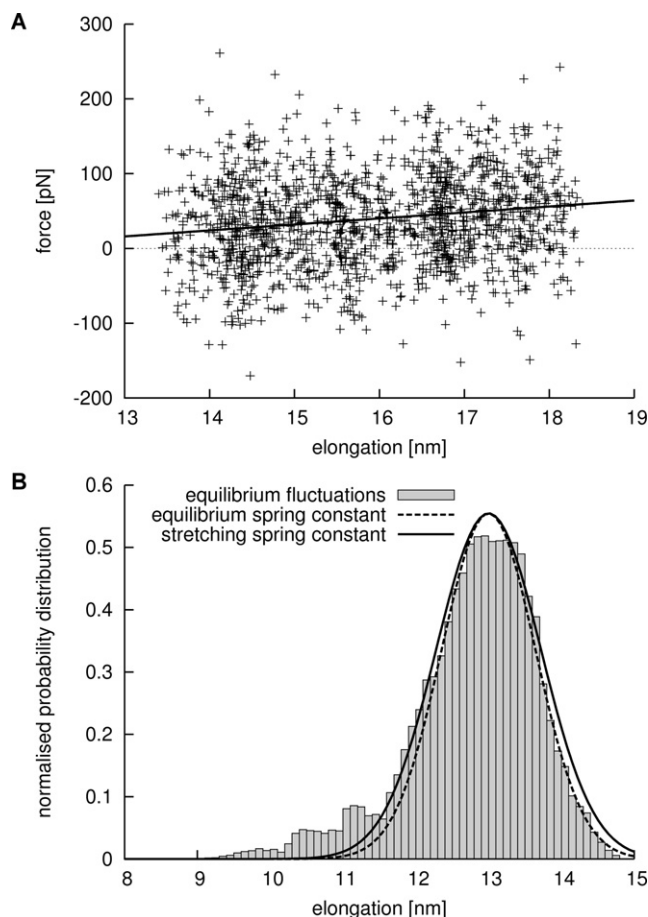 A
300
200
100
0
-100
-200
force [pN]
13 14 15 16 17 18 19
elongation [nm]
B
0.6
0.5
0.4
0.3
0.2
0.1
0
normalised probability distribution
equilibrium fluctuations
equilibrium spring constant
stretching spring constant
8 9 10 11 12 13 14 15
elongation [nm]